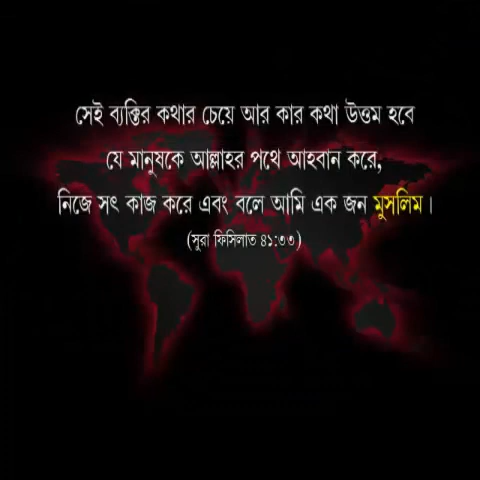 সেই ব্যক্তির কথার চেয়ে আর কার কথা উত্তম হবে
যে মানুষকে আল্লাহর পথে আহবান করে,
নিজে সৎ কাজ করে এবং বলে আমি এক জন মুসলিম।
(সুরা ফিসিলাত ৪১:৩৩)